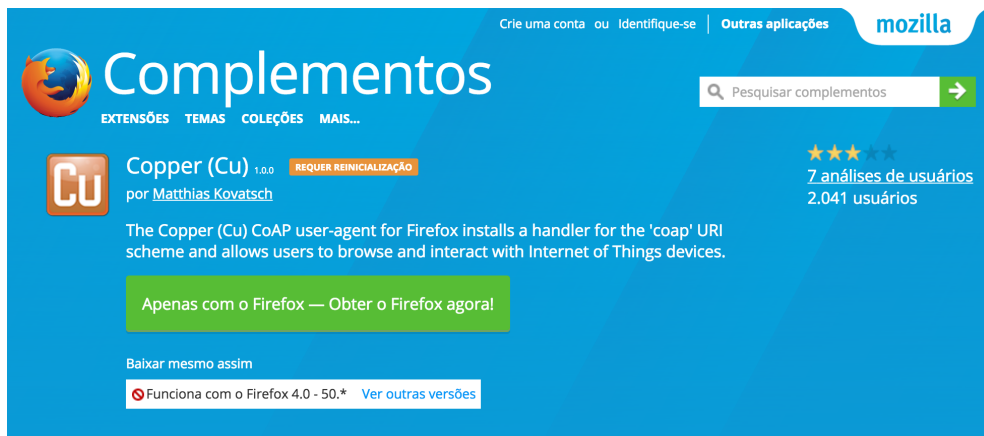 Crie uma conta ou Identifique-se | Outras aplicações
mozilla
Complementos
Pesquisar complementos
EXTENSÕES TEMAS COLEÇÕES MAIS...
Cu
Copper (Cu) 1.0.0 REQUER REINICIALIZAÇÃO
por Matthias Kovatsch
7 análises de usuários
2.041 usuários
The Copper (Cu) CoAP user-agent for Firefox installs a handler for the 'coap' URI
scheme and allows users to browse and interact with Internet of Things devices.
Apenas com o Firefox — Obter o Firefox agora!
Baixar mesmo assim
Funciona com o Firefox 4.0 - 50.* Ver outras versões